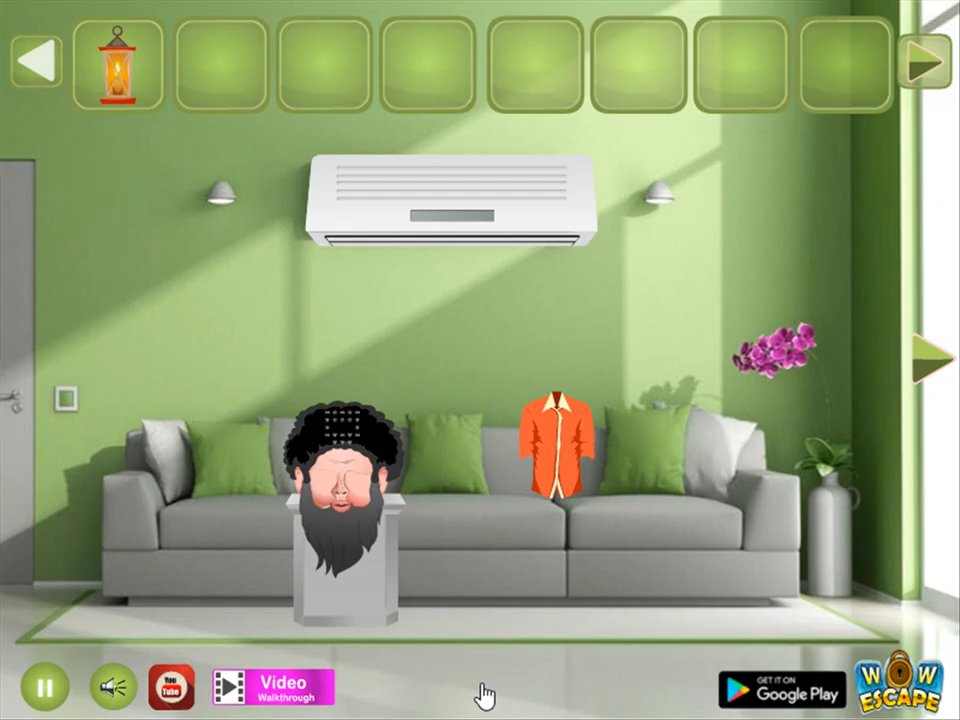 You
Tube
Video
Walkthrough
GET IT ON
Google Play
WOW
ESCAPE